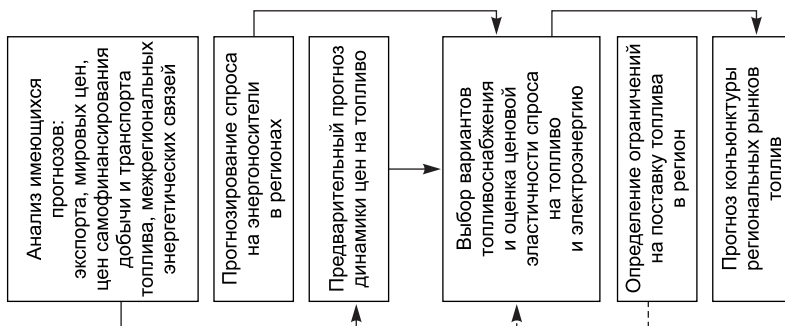 Анализ имеющихся
прогнозов:
экспорта, мировых цен,
цен самофинансирования
добычи и транспорта
топлива, межрегиональных
энергетических связей
Прогнозирование спроса
на энергоносители
в регионах
Предварительный прогноз
динамики цен на топливо
Выбор вариантов
топливоснабжения
и оценка ценовой
эластичности спроса
на топливо
и электроэнергию
Определение ограничений
на поставку топлива
в регион
Прогноз конъюнктуры
региональных рынков
топлив